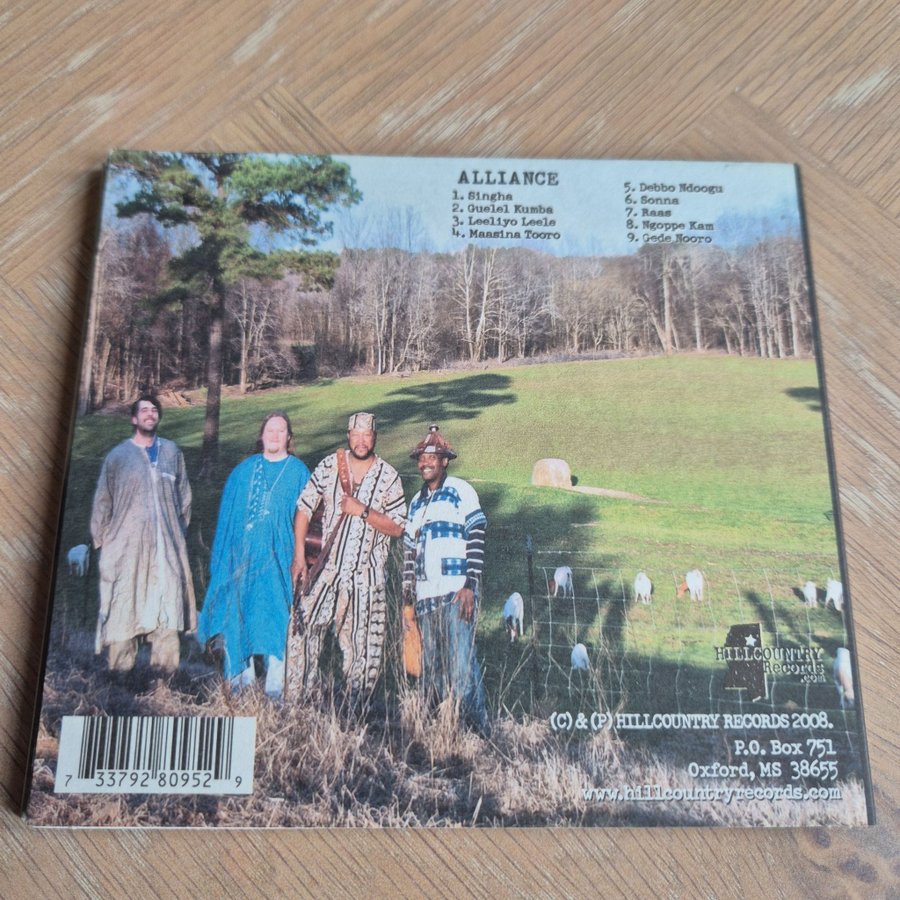 ALLIANCE
1. Singha
2. Guelel Kumba
3. Leeliyo Leele
4. Maasina Tooro
5. Debbo Ndoogu
6. Sonna
7. Raas
8. Ngoppe Kam
9. Gede Nooro
HILLCOUNTRY
Records
.com
(C) & (P) HILLCOUNTRY RECORDS 2008.
P.O. Box 751
Oxford, MS 38655
www.hillcountryrecords.com
7 33792 80952 9